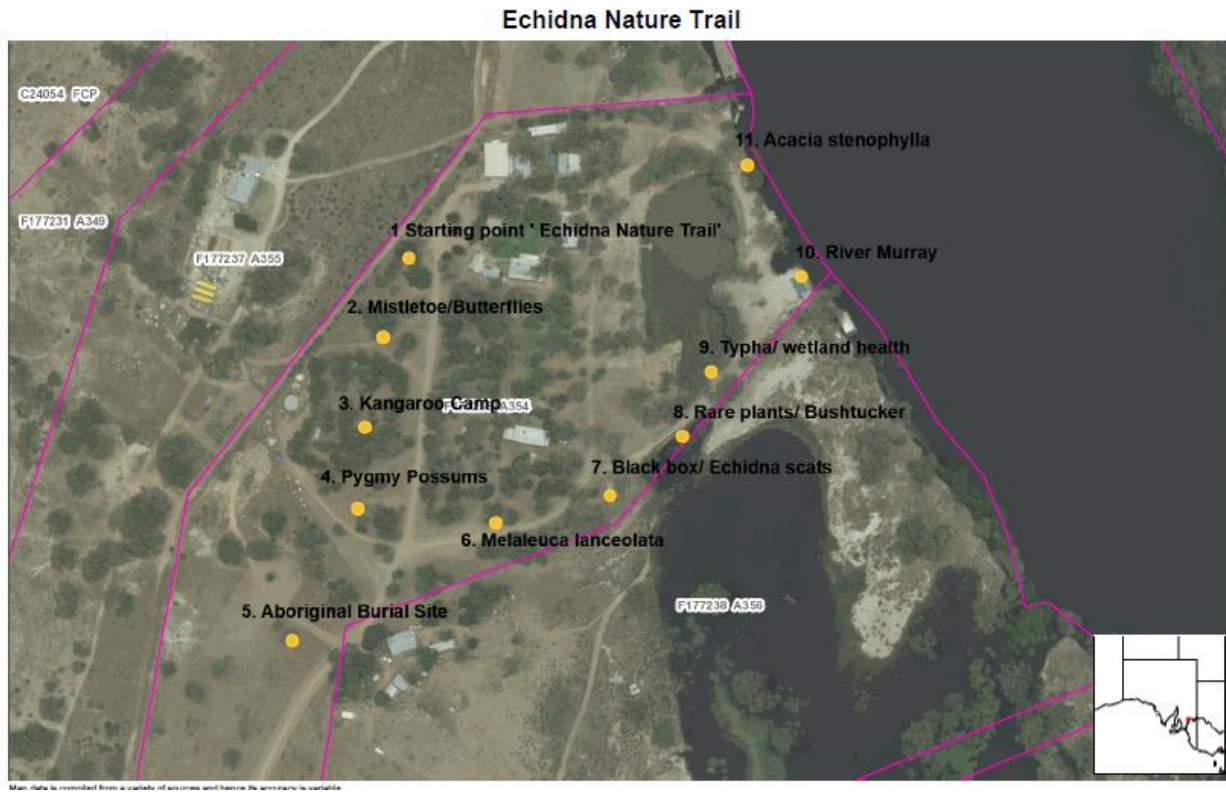 Echidna Nature Trail
C24054 FCP
11. Acacia stenophylla
F177231 A349
1 Starting point ' Echidna Nature Trail'
F177237 A355
10. River Murray
2. Mistletoe/Butterflies
9. Typha/ wetland health
3. Kangaroo Camp
A354
8. Rare plants/ Bushtucker
7. Black box/ Echidna scats
4. Pygmy Possums
6. Melaleuca lanceolata
5. Aboriginal Burial Site
F177238 A356
Map data is compiled from a variety of sources and hence its accuracy is variable.